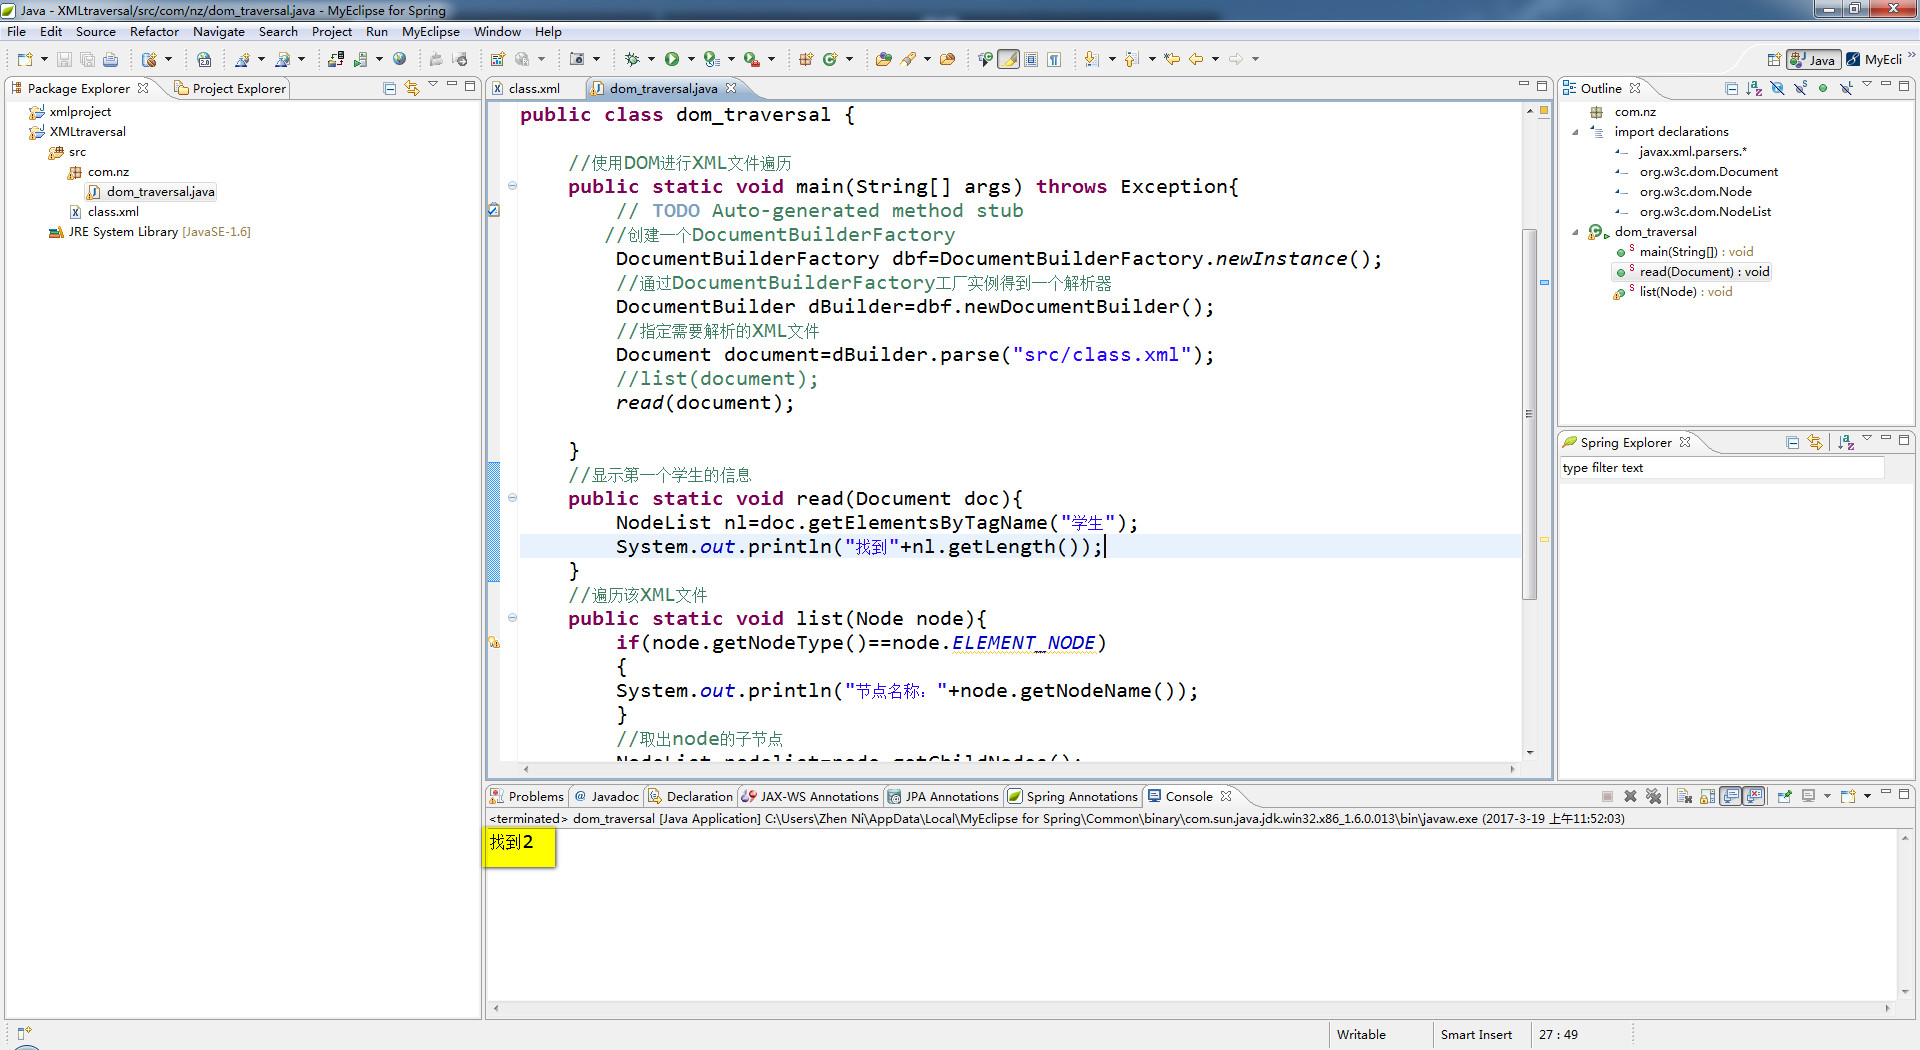 Java - XMLtraversal/src/com/nz/dom_traversal.java - MyEclipse for Spring
File Edit Source Refactor Navigate Search Project Run MyEclipse Window Help
Java MyEcli
Package Explorer Project Explorer
xmlproject
XMLtraversal
src
com.nz
dom_traversal.java
class.xml
JRE System Library [JavaSE-1.6]
class.xml dom_traversal.java
public class dom_traversal {
//使用DOM进行XML文件遍历
public static void main(String[] args) throws Exception{
// TODO Auto-generated method stub
//创建一个DocumentBuilderFactory
DocumentBuilderFactory dbf=DocumentBuilderFactory.newInstance();
//通过DocumentBuilderFactory工厂实例得到一个解析器
DocumentBuilder dBuilder=dbf.newDocumentBuilder();
//指定需要解析的XML文件
Document document=dBuilder.parse("src/class.xml");
//list(document);
read(document);
}
//显示第一个学生的信息
public static void read(Document doc){
NodeList nl=doc.getElementsByTagName("学生");
System.out.println("找到"+nl.getLength());
}
//遍历该XML文件
public static void list(Node node){
if(node.getNodeType()==node.ELEMENT_NODE)
{
System.out.println("节点名称："+node.getNodeName());
}
//取出node的子节点
NodeList nodelist=node.getChildNodes();
Outline
com.nz
import declarations
javax.xml.parsers.*
org.w3c.dom.Document
org.w3c.dom.Node
org.w3c.dom.NodeList
dom_traversal
main(String[]) : void
read(Document) : void
list(Node) : void
Spring Explorer
type filter text
Problems Javadoc Declaration JAX-WS Annotations JPA Annotations Spring Annotations Console
<terminated> dom_traversal [Java Application] C:\Users\Zhen Ni\AppData\Local\MyEclipse for Spring\Common\binary\com.sun.java.jdk.win32.x86_1.6.0.013\bin\javaw.exe (2017-3-19 上午11:52:03)
找到2
Writable Smart Insert 27 : 49